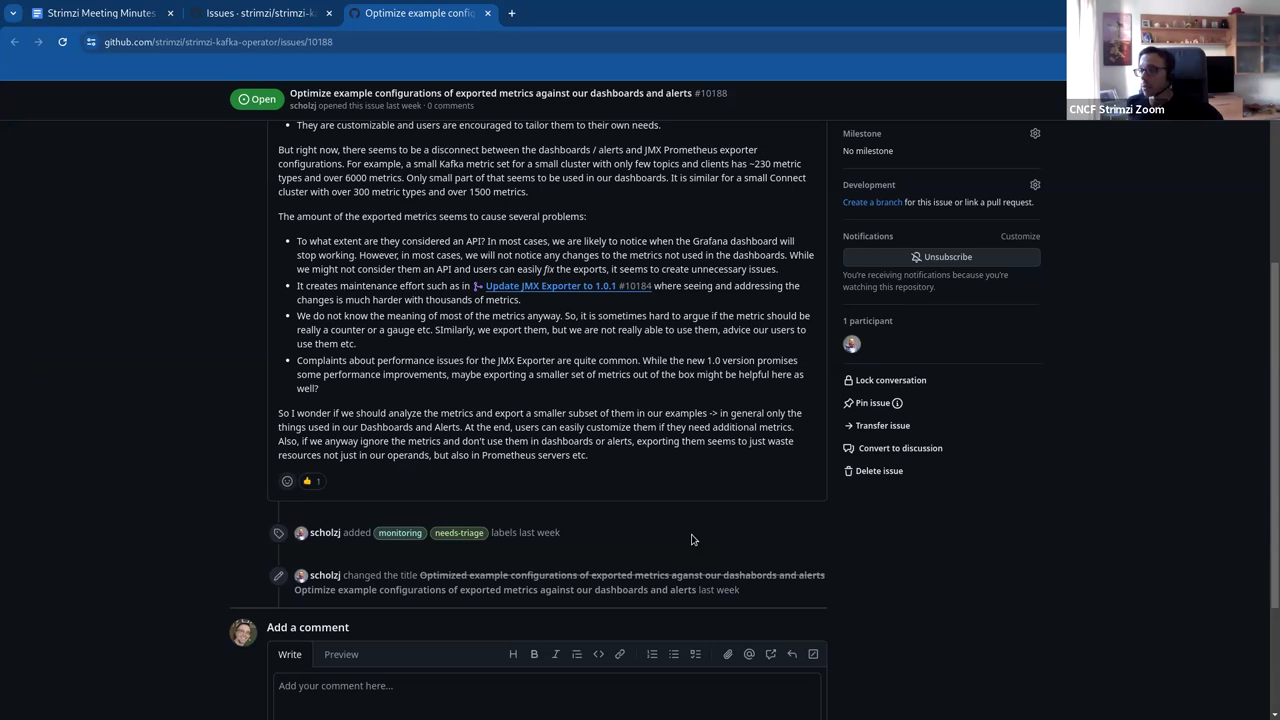 Strimzi Meeting Minutes
Issues · strimzi/strimzi-ka
Optimize example config
github.com/strimzi/strimzi-kafka-operator/issues/10188
CNCF Strimzi Zoom
Open
Optimize example configurations of exported metrics against our dashboards and alerts #10188
scholzj opened this issue last week · 0 comments
They are customizable and users are encouraged to tailor them to their own needs.
But right now, there seems to be a disconnect between the dashboards / alerts and JMX Prometheus exporter
configurations. For example, a small Kafka metric set for a small cluster with only few topics and clients has ~230 metric
types and over 6000 metrics. Only small part of that seems to be used in our dashboards. It is similar for a small Connect
cluster with over 300 metric types and over 1500 metrics.
The amount of the exported metrics seems to cause several problems:
To what extent are they considered an API? In most cases, we are likely to notice when the Grafana dashboard will
stop working. However, in most cases, we will not notice any changes to the metrics not used in the dashboards. While
we might not consider them an API and users can easily fix the exports, it seems to create unnecessary issues.
It creates maintenance effort such as in Update JMX Exporter to 1.0.1 #10184 where seeing and addressing the
changes is much harder with thousands of metrics.
We do not know the meaning of most of the metrics anyway. So, it is sometimes hard to argue if the metric should be
really a counter or a gauge etc. SImilarly, we export them, but we are not really able to use them, advice our users to
use them etc.
Complaints about performance issues for the JMX Exporter are quite common. While the new 1.0 version promises
some performance improvements, maybe exporting a smaller set of metrics out of the box might be helpful here as
well?
So I wonder if we should analyze the metrics and export a smaller subset of them in our examples -> in general only the
things used in our Dashboards and Alerts. At the end, users can easily customize them if they need additional metrics.
Also, if we anyway ignore the metrics and don't use them in dashboards or alerts, exporting them seems to just waste
resources not just in our operands, but also in Prometheus servers etc.
1
scholzj added monitoring needs-triage labels last week
scholzj changed the title Optimized example configurations of exported metrics aganst our dashabords and alerts
Optimize example configurations of exported metrics against our dashboards and alerts last week
Add a comment
Write
Preview
Add your comment here...
Milestone
No milestone
Development
Create a branch for this issue or link a pull request.
Notifications
Customize
Unsubscribe
You're receiving notifications because you're
watching this repository.
1 participant
Lock conversation
Pin issue
Transfer issue
Convert to discussion
Delete issue